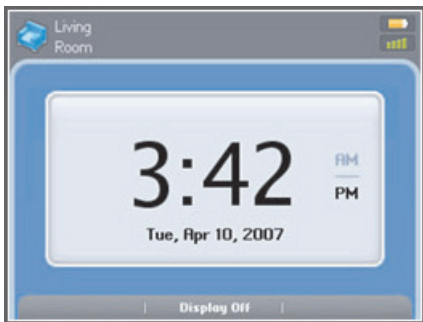 Living
Room
3:42
AM
PM
Tue, Apr 10, 2007
Display Off